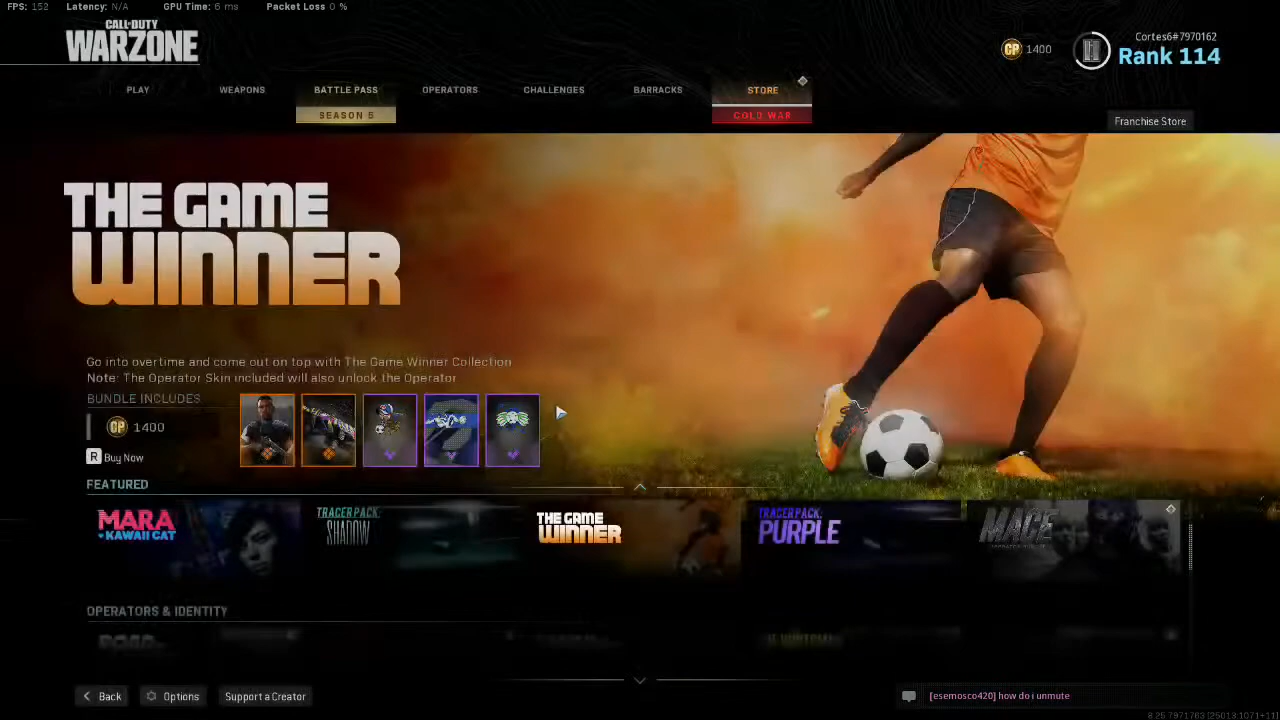 FPS: 152 Latency: N/A GPU Time: 6 ms Packet Loss 0 %
CALL OF DUTY
WARZONE
CP 1400
Cortes6#7970162
Rank 114
PLAY WEAPONS BATTLE PASS OPERATORS CHALLENGES BARRACKS STORE
SEASON 5 COLD WAR
Franchise Store
THE GAME
WINNER
Go into overtime and come out on top with The Game Winner Collection
Note: The Operator Skin included will also unlock the Operator
BUNDLE INCLUDES
CP 1400
R Buy Now
FEATURED
MARA
KAWAII CAT
TRACER PACK:
SHADOW
THE GAME
WINNER
TRACER PACK:
PURPLE
MACE
OPERATORS & IDENTITY
Back Options Support a Creator
[esemosco420] how do i unmute